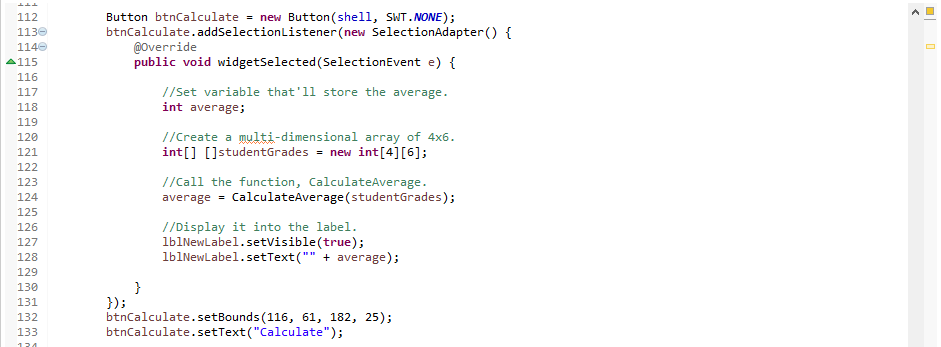 112 Button btnCalculate = new Button(shell, SWT.NONE);
113 btnCalculate.addSelectionListener(new SelectionAdapter() {
114 @Override
115 public void widgetSelected(SelectionEvent e) {
116
117 //Set variable that'll store the average.
118 int average;
119
120 //Create a multi-dimensional array of 4x6.
121 int[] []studentGrades = new int[4][6];
122
123 //Call the function, CalculateAverage.
124 average = CalculateAverage(studentGrades);
125
126 //Display it into the label.
127 lblNewLabel.setVisible(true);
128 lblNewLabel.setText("" + average);
129
130 }
131 });
132 btnCalculate.setBounds(116, 61, 182, 25);
133 btnCalculate.setText("Calculate");